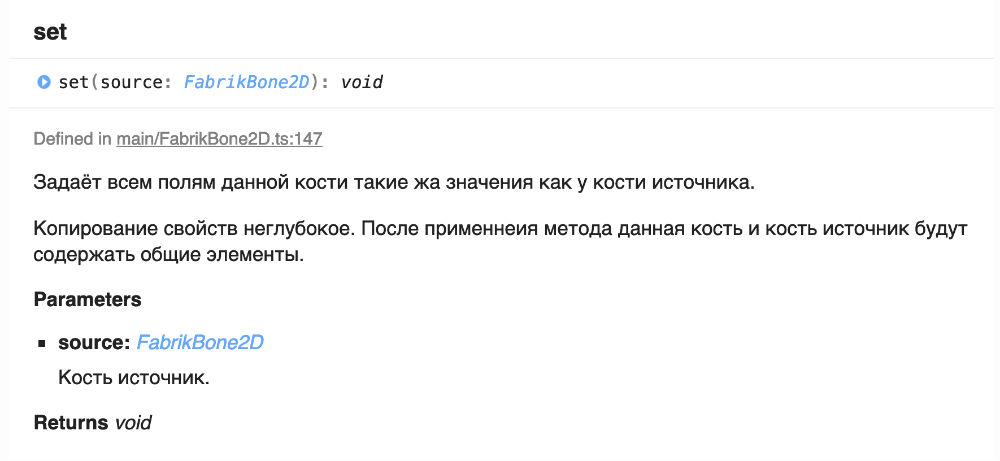 set
set(source: FabrikBone2D): void
Defined in main/FabrikBone2D.ts:147
Задаёт всем полям данной кости такие жа значения как у кости источника.
Копирование свойств неглубокое. После применнеия метода данная кость и кость источник будут
содержать общие элементы.
Parameters
source: FabrikBone2D
Кость источник.
Returns void